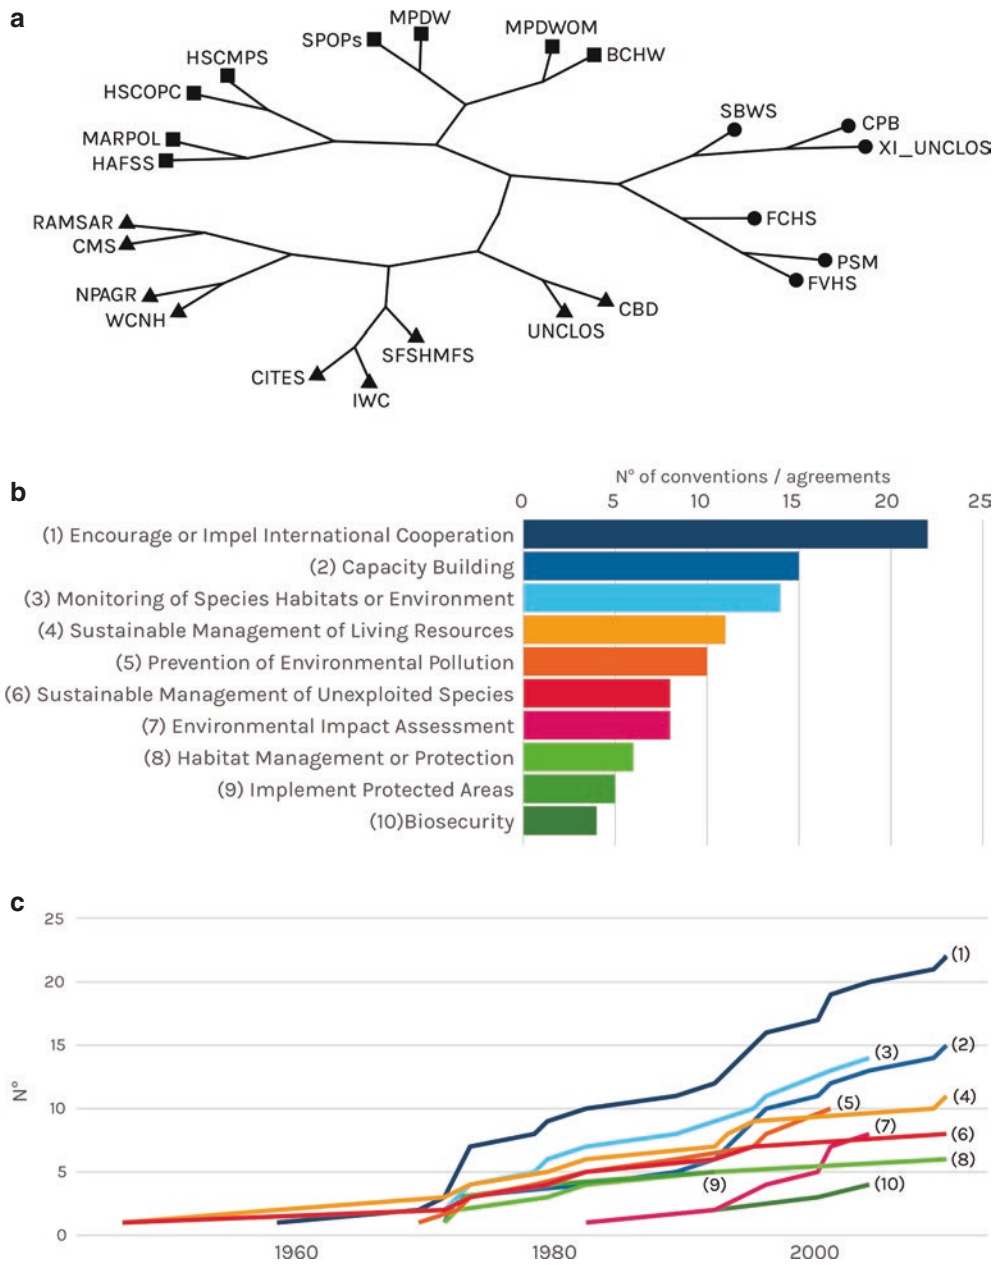 a
MPDW
SPOPs
MPDWOM
BCHW
HSCMPS
HSCOPC
SBWS
CPB
XI_UNCLOS
MARPOL
HAFSS
RAMSAR
CMS
FCHS
PSM
FVHS
NPAGR
WCNH
CBD
UNCLOS
SFSHMFS
CITES
IWC
b
N° of conventions / agreements
0 5 10 15 20 25
(1) Encourage or Impel International Cooperation
(2) Capacity Building
(3) Monitoring of Species Habitats or Environment
(4) Sustainable Management of Living Resources
(5) Prevention of Environmental Pollution
(6) Sustainable Management of Unexploited Species
(7) Environmental Impact Assessment
(8) Habitat Management or Protection
(9) Implement Protected Areas
(10)Biosecurity
c
25
20
15
10
5
0
N°
(1)
(2)
(3)
(4)
(5)
(6)
(7)
(8)
(9)
(10)
1960 1980 2000